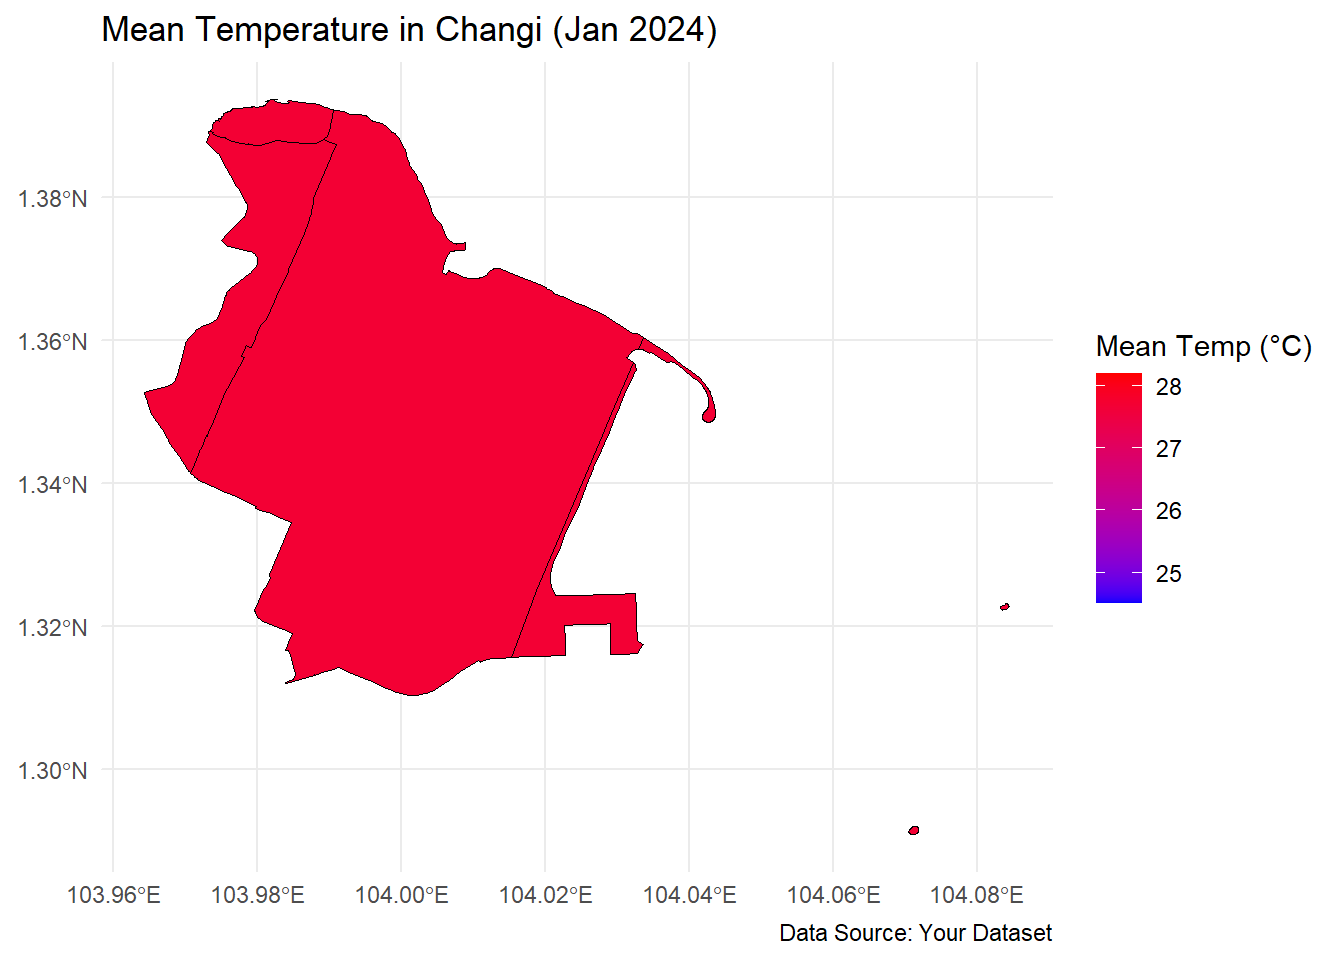 Mean Temperature in Changi (Jan 2024)
1.38°N
1.36°N
1.34°N
1.32°N
1.30°N
103.96°E 103.98°E 104.00°E 104.02°E 104.04°E 104.06°E 104.08°E
Mean Temp (°C)
28
27
26
25
Data Source: Your Dataset